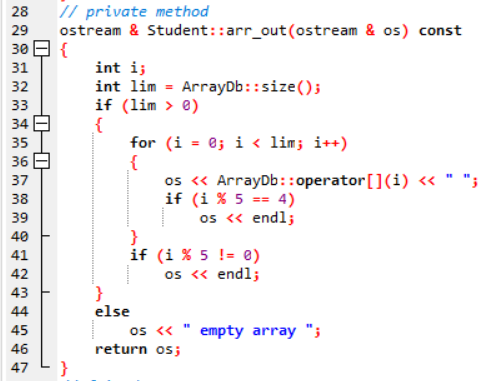 28 // private method
29 ostream & Student::arr_out(ostream & os) const
30 {
31 int i;
32 int lim = ArrayDb::size();
33 if (lim > 0)
34 {
35 for (i = 0; i < lim; i++)
36 {
37 os << ArrayDb::operator[](i) << " ";
38 if (i % 5 == 4)
39 os << endl;
40 }
41 if (i % 5 != 0)
42 os << endl;
43 }
44 else
45 os << " empty array ";
46 return os;
47 }